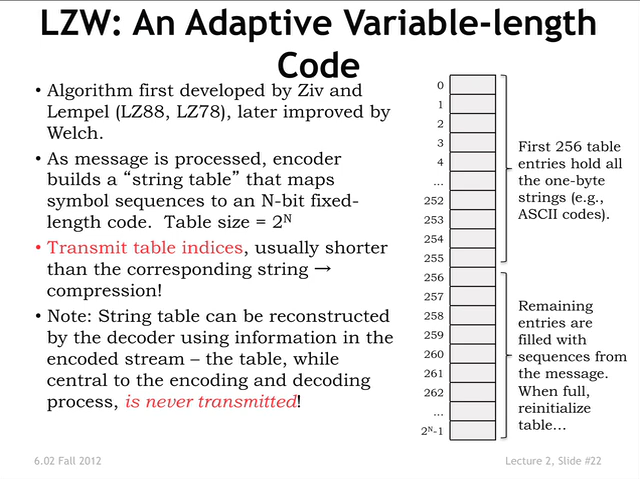 LZW: An Adaptive Variable-length
Code
• Algorithm first developed by Ziv and
Lempel (LZ88, LZ78), later improved by
Welch.
• As message is processed, encoder
builds a “string table” that maps
symbol sequences to an N-bit fixed-
length code. Table size = 2ᴺ
• Transmit table indices, usually shorter
than the corresponding string →
compression!
• Note: String table can be reconstructed
by the decoder using information in the
encoded stream – the table, while
central to the encoding and decoding
process, is never transmitted!
0
1
2
3
4
...
252
253
254
255
256
257
258
259
260
261
262
...
2ᴺ-1
First 256 table
entries hold all
the one-byte
strings (e.g.,
ASCII codes).
Remaining
entries are
filled with
sequences from
the message.
When full,
reinitialize
table...
6.02 Fall 2012
Lecture 2, Slide #22